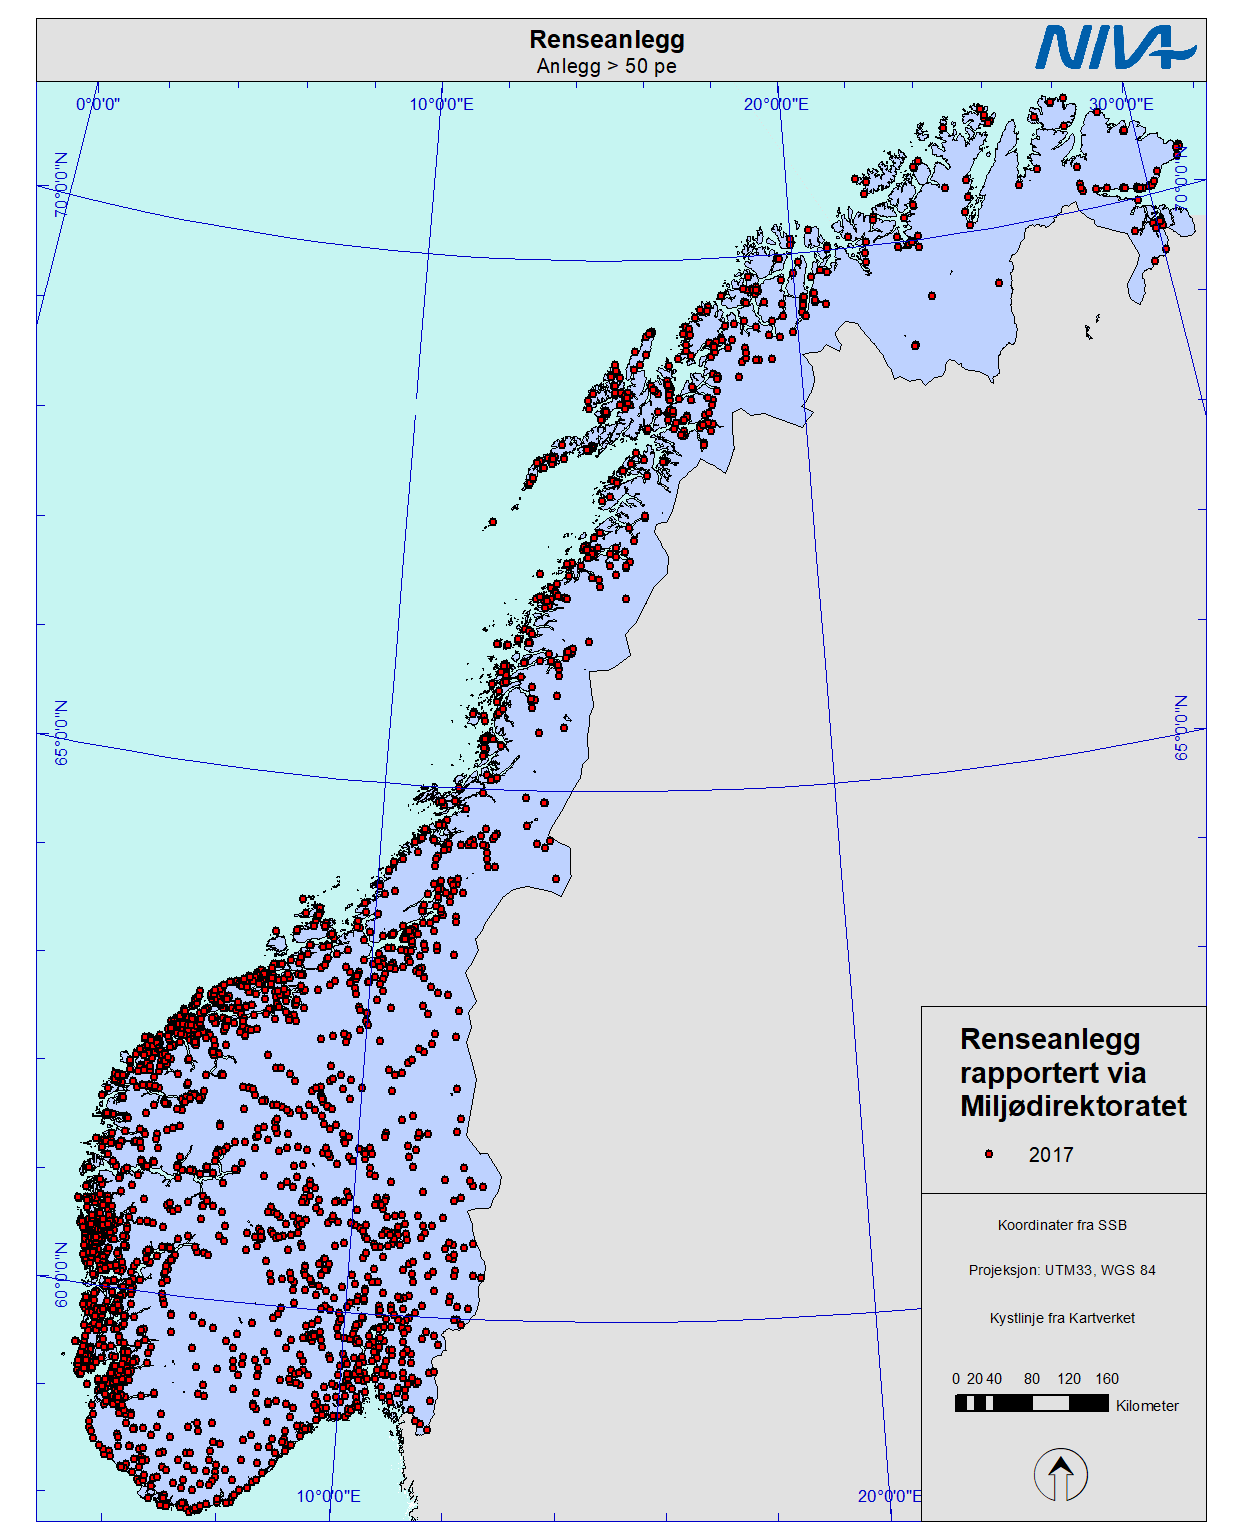 Renseanlegg
Anlegg > 50 pe
NIVA
0°0'0"
10°0'0"E
20°0'0"E
30°0'0"E
70°0'0"N
70°0'0"N
65°0'0"N
65°0'0"N
60°0'0"N
10°0'0"E
20°0'0"E
Renseanlegg
rapportert via
Miljødirektoratet
2017
Koordinater fra SSB
Projeksjon: UTM33, WGS 84
Kystlinje fra Kartverket
0 20 40 80 120 160
Kilometer